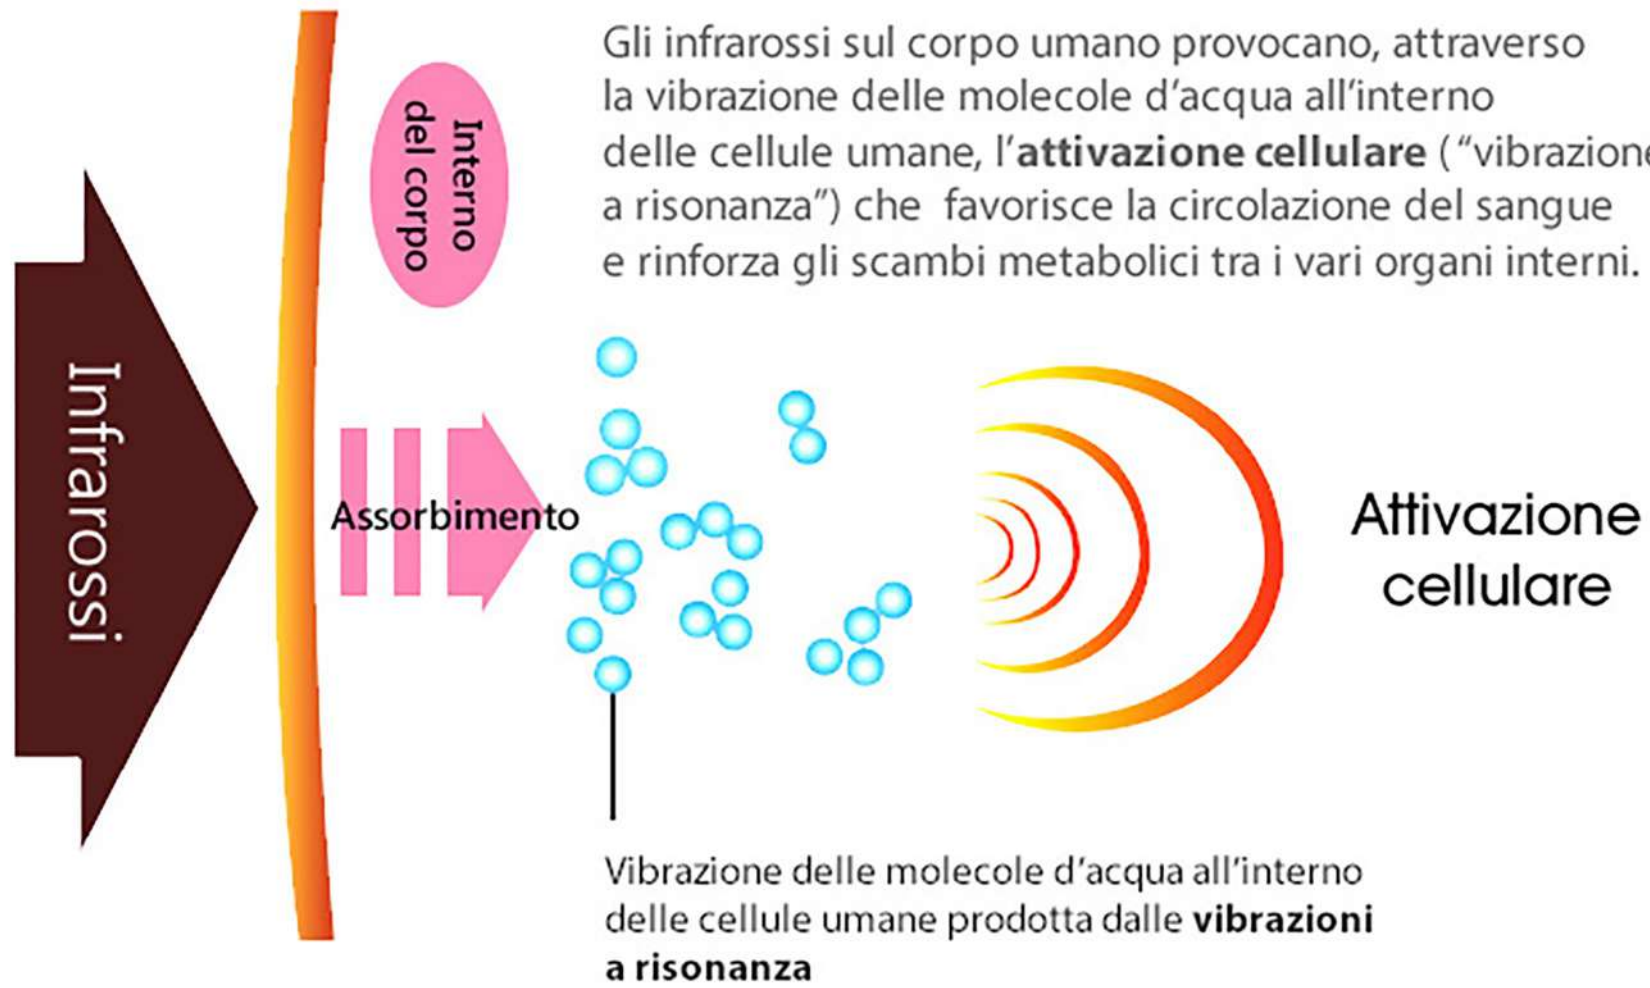 Gli infrarossi sul corpo umano provocano, attraverso
la vibrazione delle molecole d'acqua all'interno
delle cellule umane, l'attivazione cellulare ("vibrazione
a risonanza") che favorisce la circolazione del sangue
e rinforza gli scambi metabolici tra i vari organi interni.
Interno
del corpo
Infrarossi
Assorbimento
Attivazione
cellulare
Vibrazione delle molecole d'acqua all'interno
delle cellule umane prodotta dalle vibrazioni
a risonanza